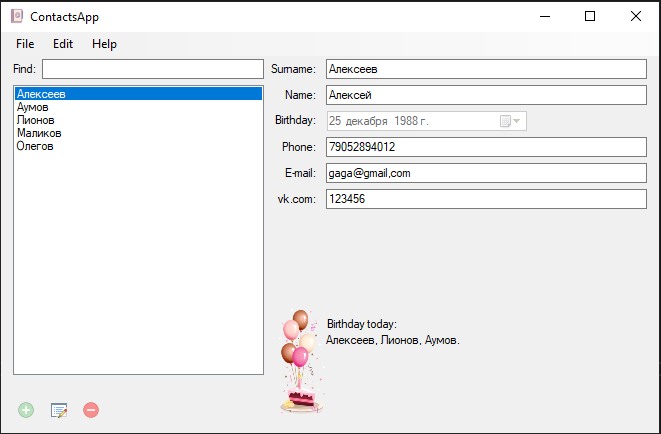 ContactsApp
File Edit Help
Find:
Алексеев
Аумов
Лионов
Маликов
Олегов
Surname: Алексеев
Name: Алексей
Birthday: 25 декабря 1988 г.
Phone: 79052894012
E-mail: gaga@gmail,com
vk.com: 123456
Birthday today:
Алексеев, Лионов, Аумов.